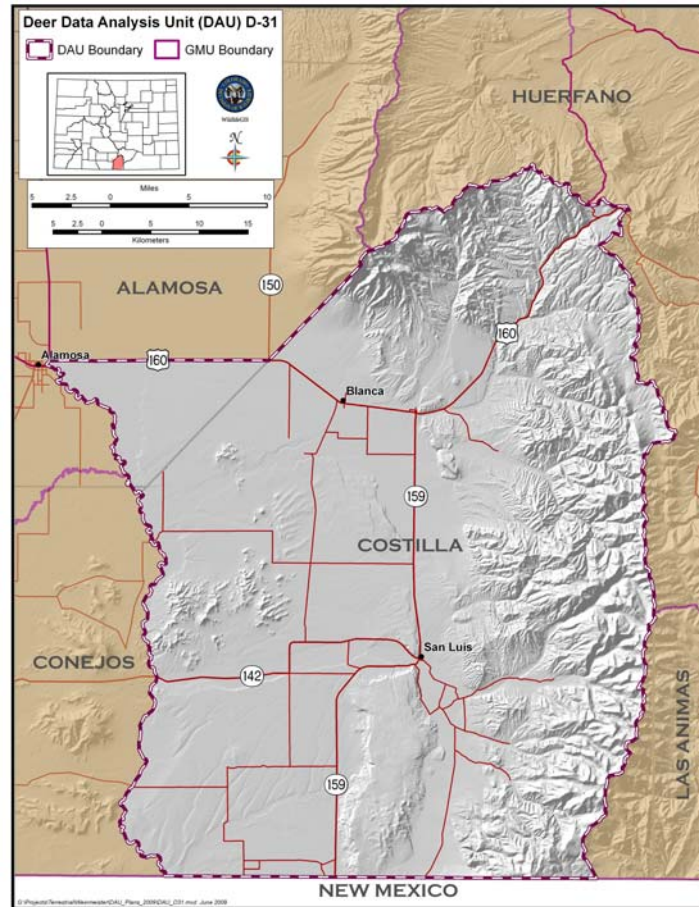 Deer Data Analysis Unit (DAU) D-31
DAU Boundary GMU Boundary
N
Miles
5 2.5 0 5 10
5 2.5 0 5 10 15
Kilometers
HUERFANO
ALAMOSA
150
160
Alamosa
160
Blanca
159
COSTILLA
San Luis
CONEJOS
142
LAS ANIMAS
159
NEW MEXICO